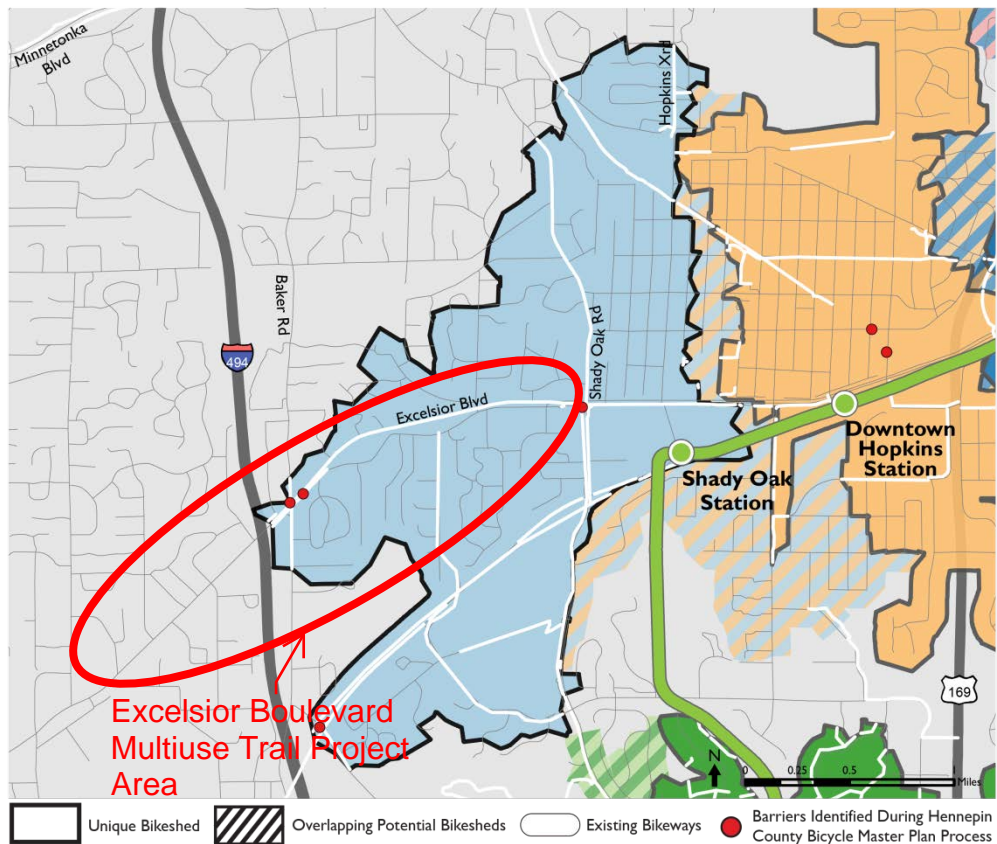 Minnetonka
Blvd
Hopkins Xrd
Baker Rd
494
Shady Oak Rd
Excelsior Blvd
Downtown
Hopkins
Station
Shady Oak
Station
169
Excelsior Boulevard
Multiuse Trail Project
Area
N
0 0.25 0.5 1
Miles
Unique Bikeshed
Overlapping Potential Bikesheds
Existing Bikeways
Barriers Identified During Hennepin
County Bicycle Master Plan Process